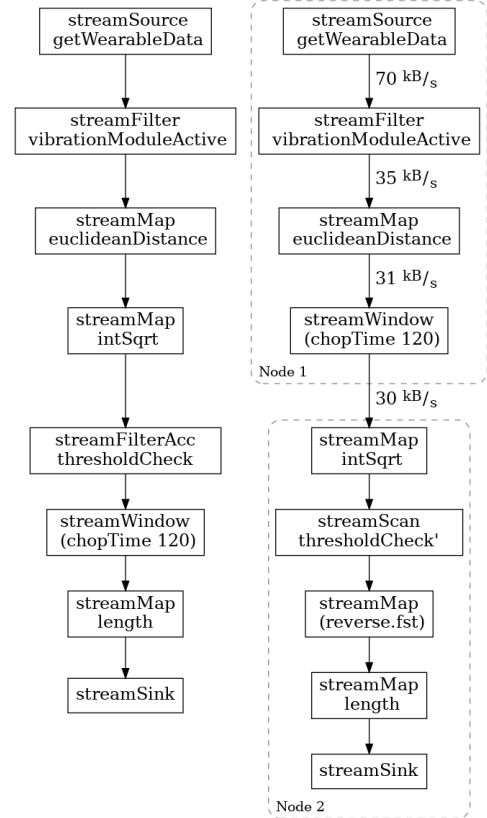 streamSource
getWearableData
streamFilter
vibrationModuleActive
streamMap
euclideanDistance
streamMap
intSqrt
streamFilterAcc
thresholdCheck
streamWindow
(chopTime 120)
streamMap
length
streamSink
streamSource
getWearableData
70 kB/s
streamFilter
vibrationModuleActive
35 kB/s
streamMap
euclideanDistance
31 kB/s
streamWindow
(chopTime 120)
Node 1
30 kB/s
streamMap
intSqrt
streamScan
thresholdCheck'
streamMap
(reverse.fst)
streamMap
length
streamSink
Node 2